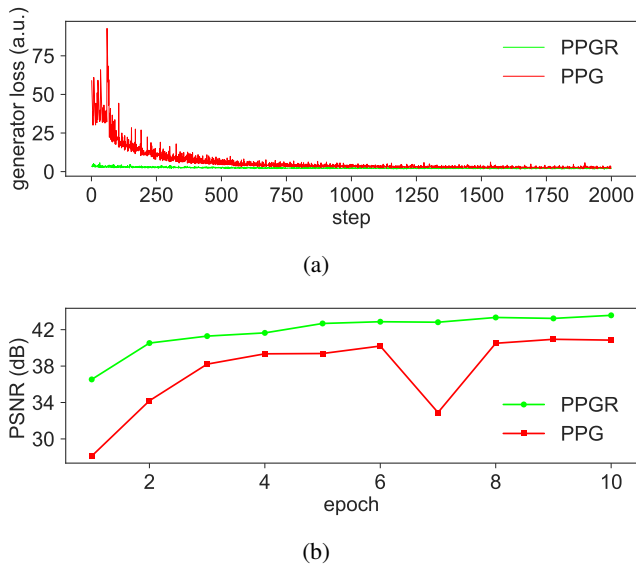 generator loss (a.u.)
75
50
25
0
PPGR
PPG
0 250 500 750 1000 1250 1500 1750 2000
step
(a)
PSNR (dB)
42
38
34
30
PPGR
PPG
2 4 6 8 10
epoch
(b)